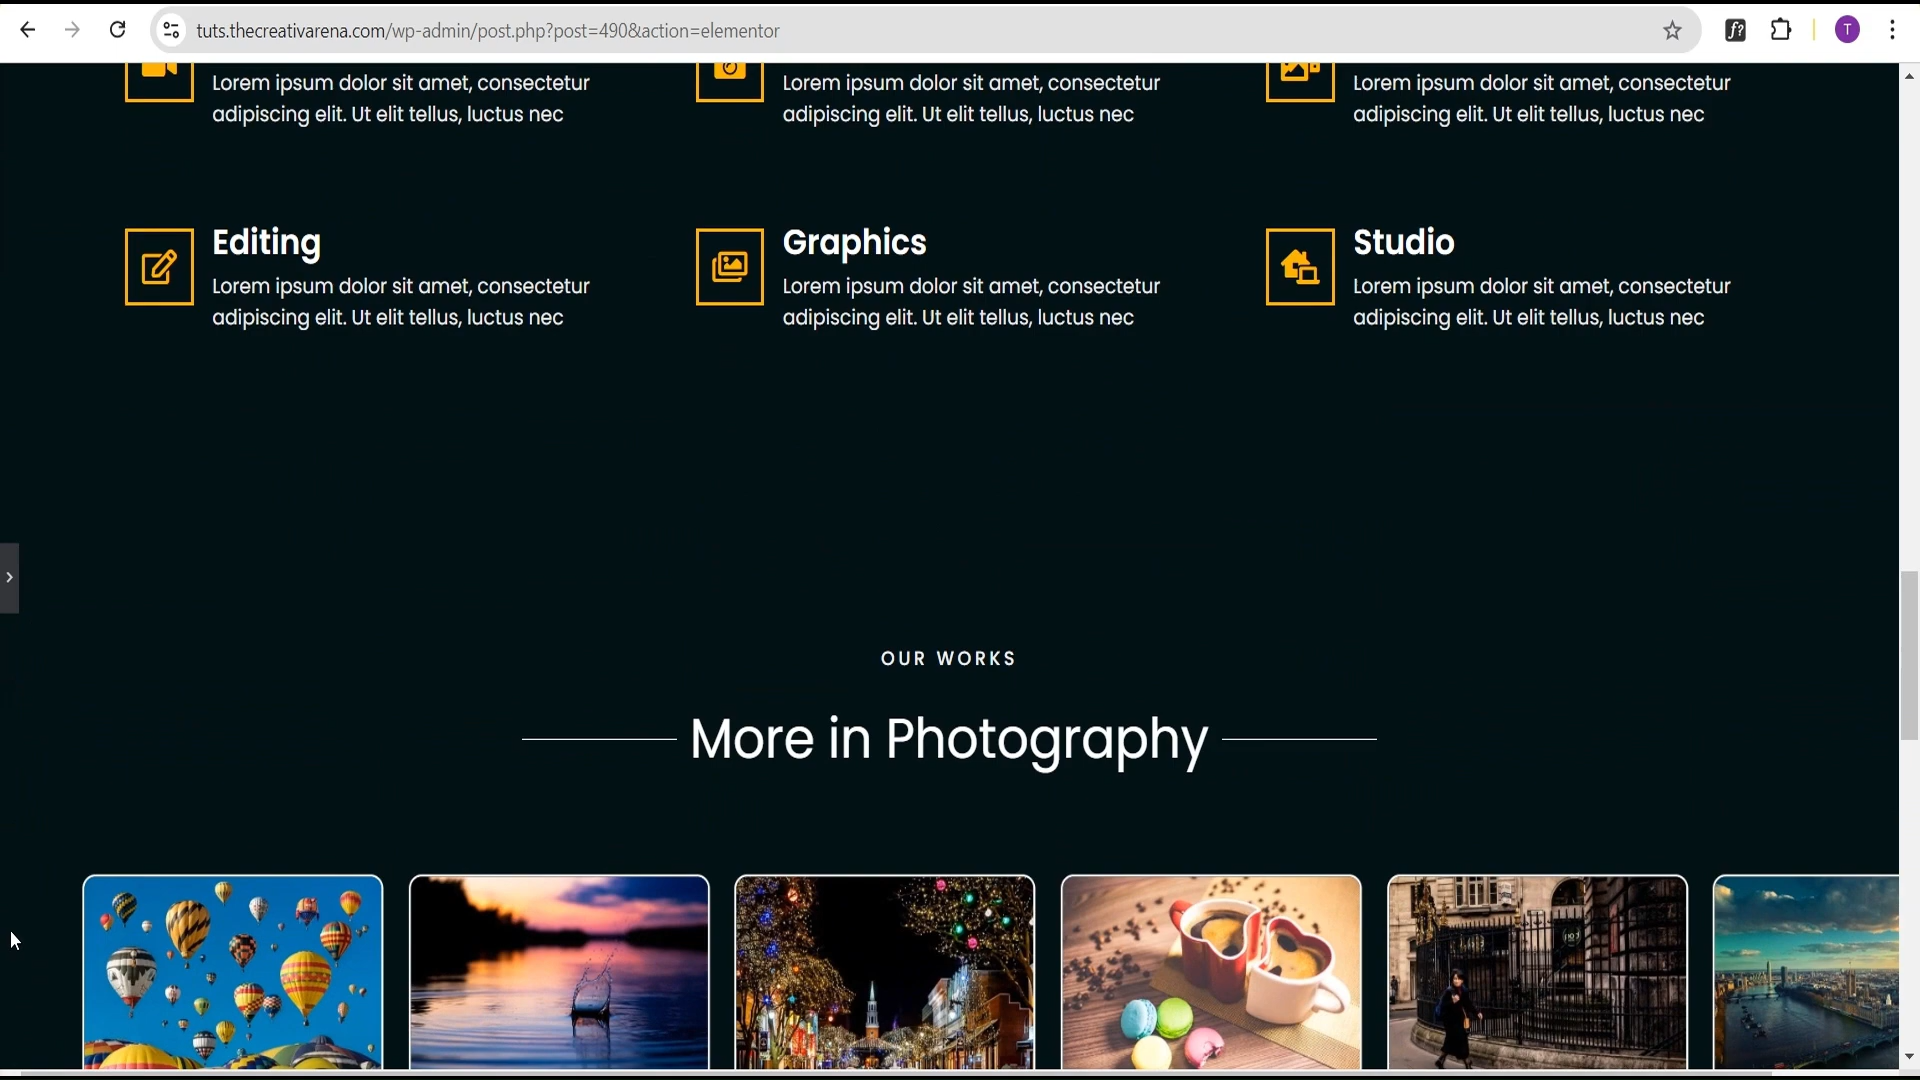 tuts.thecreativarena.com/wp-admin/post.php?post=490&action=elementor
f?
T
Lorem ipsum dolor sit amet, consectetur
adipiscing elit. Ut elit tellus, luctus nec
Lorem ipsum dolor sit amet, consectetur
adipiscing elit. Ut elit tellus, luctus nec
Lorem ipsum dolor sit amet, consectetur
adipiscing elit. Ut elit tellus, luctus nec
Editing
Lorem ipsum dolor sit amet, consectetur
adipiscing elit. Ut elit tellus, luctus nec
Graphics
Lorem ipsum dolor sit amet, consectetur
adipiscing elit. Ut elit tellus, luctus nec
Studio
Lorem ipsum dolor sit amet, consectetur
adipiscing elit. Ut elit tellus, luctus nec
OUR WORKS
More in Photography